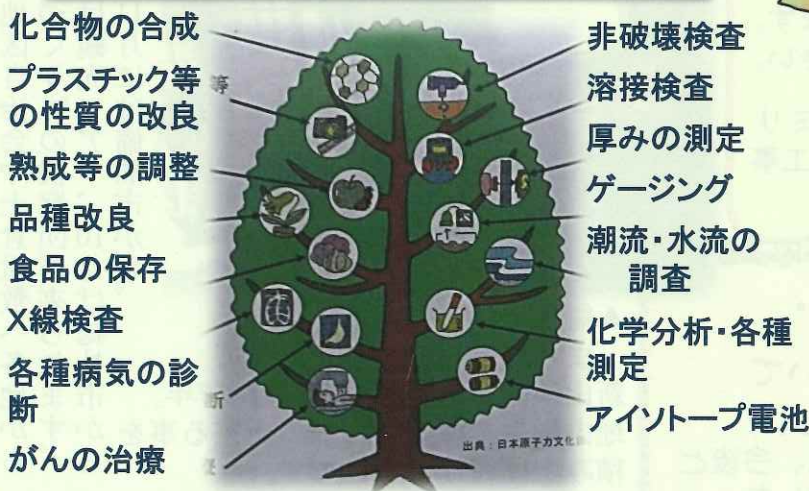 化合物の合成
プラスチック等
の性質の改良
熟成等の調整
品種改良
食品の保存
X線検査
各種病気の診
断
がんの治療
非破壊検査
溶接検査
厚みの測定
ゲージング
潮流・水流の
調査
化学分析・各種
測定
アイソトープ電池
等
断
出典：日本原子力文化